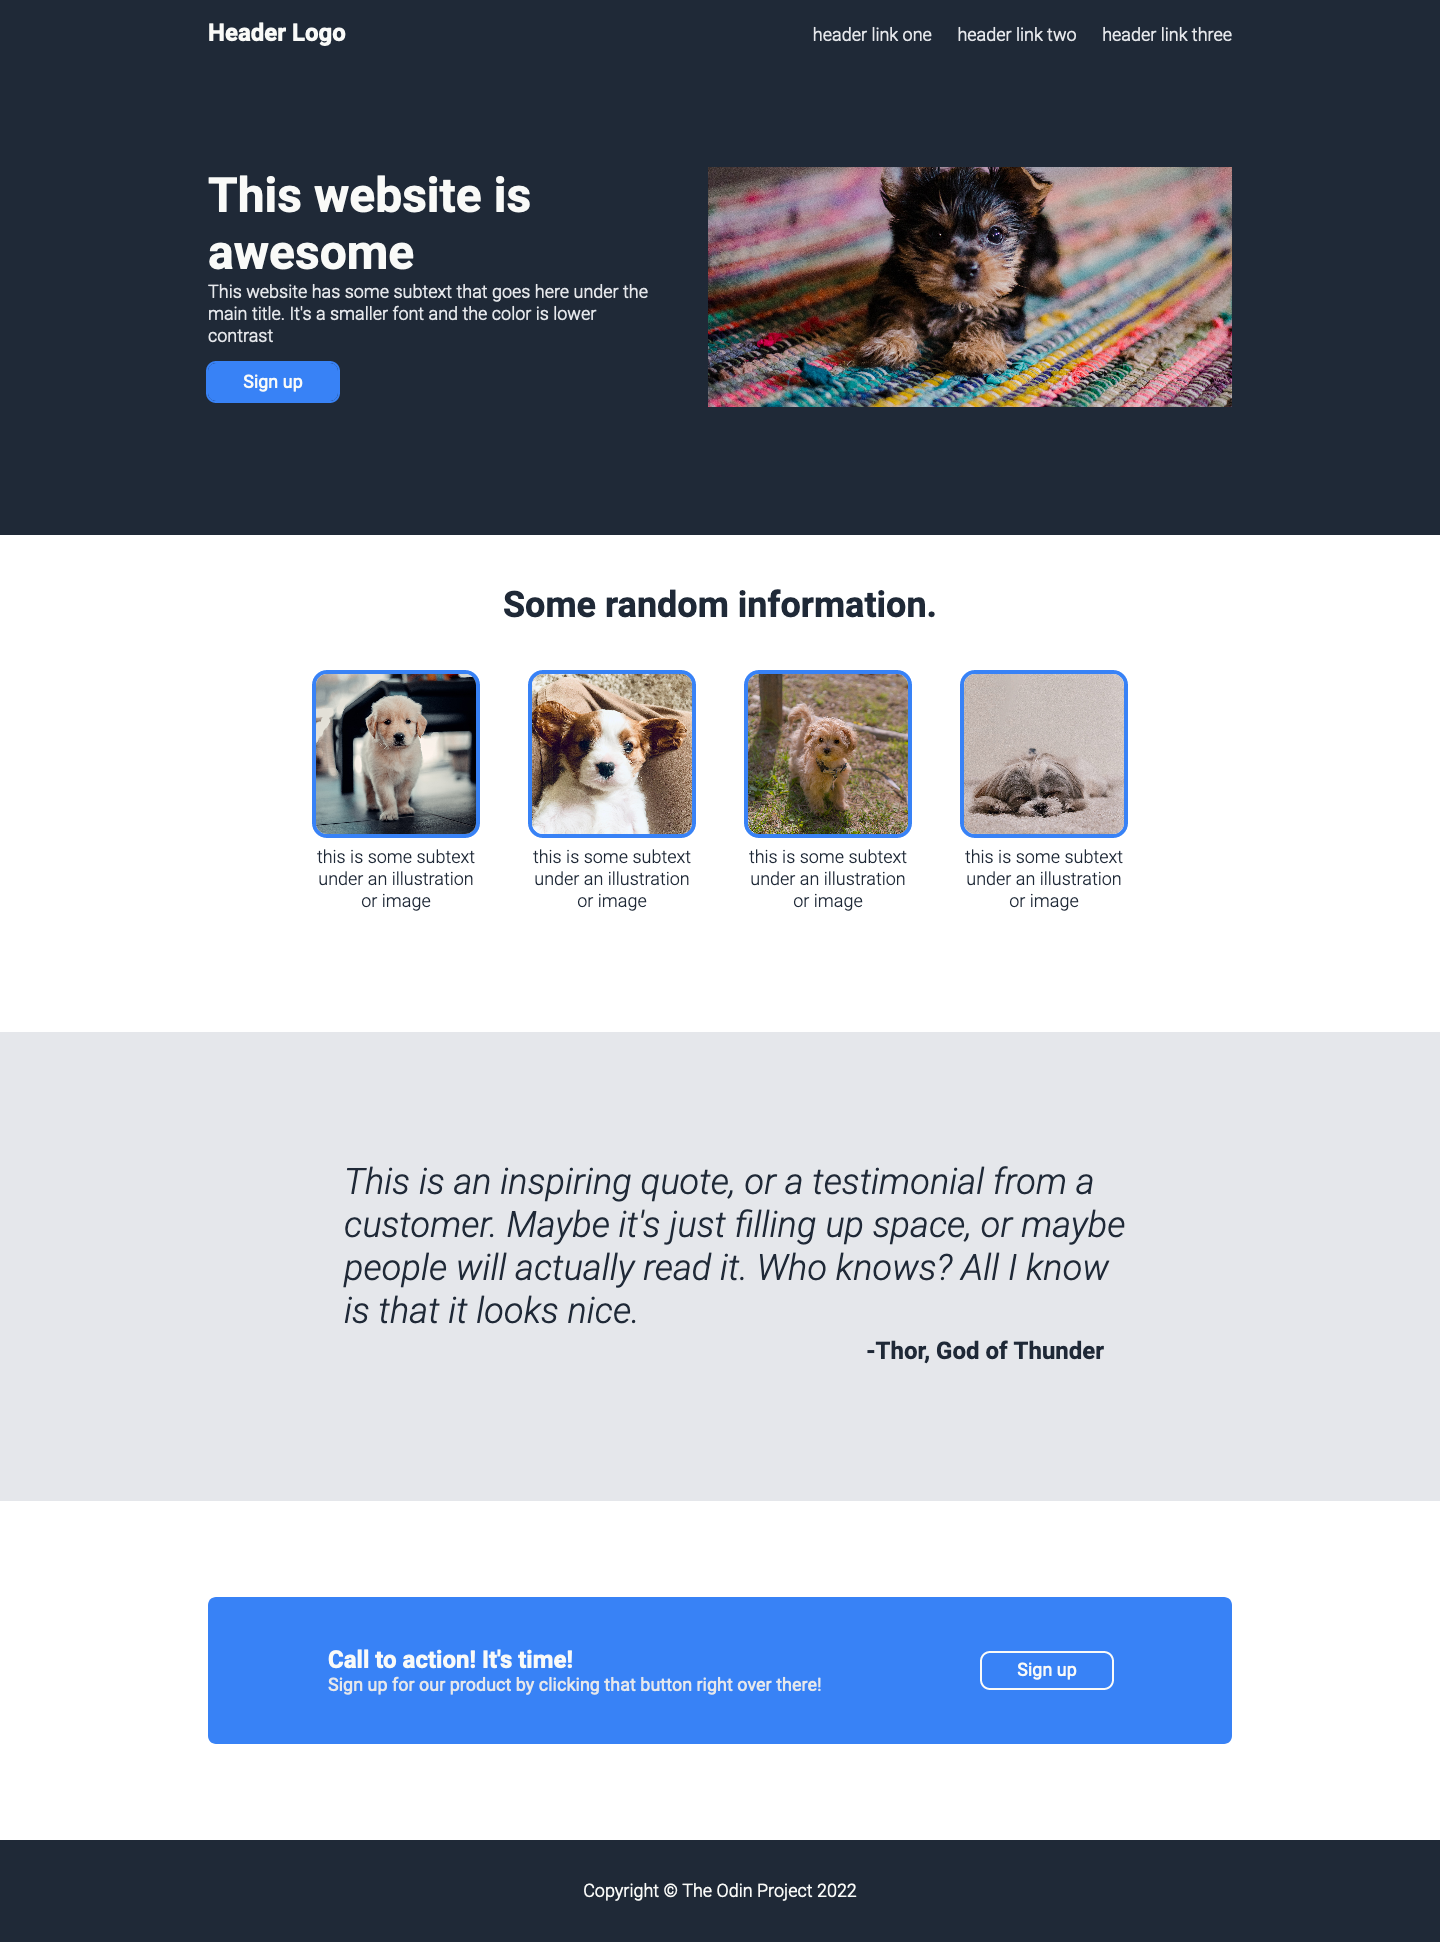 Header Logo
header link one header link two header link three
This website is
awesome
This website has some subtext that goes here under the
main title. It's a smaller font and the color is lower
contrast
Sign up
Some random information.
this is some subtext
under an illustration
or image
this is some subtext
under an illustration
or image
this is some subtext
under an illustration
or image
this is some subtext
under an illustration
or image
This is an inspiring quote, or a testimonial from a
customer. Maybe it's just filling up space, or maybe
people will actually read it. Who knows? All I know
is that it looks nice.
-Thor, God of Thunder
Call to action! It's time!
Sign up for our product by clicking that button right over there!
Sign up
Copyright © The Odin Project 2022